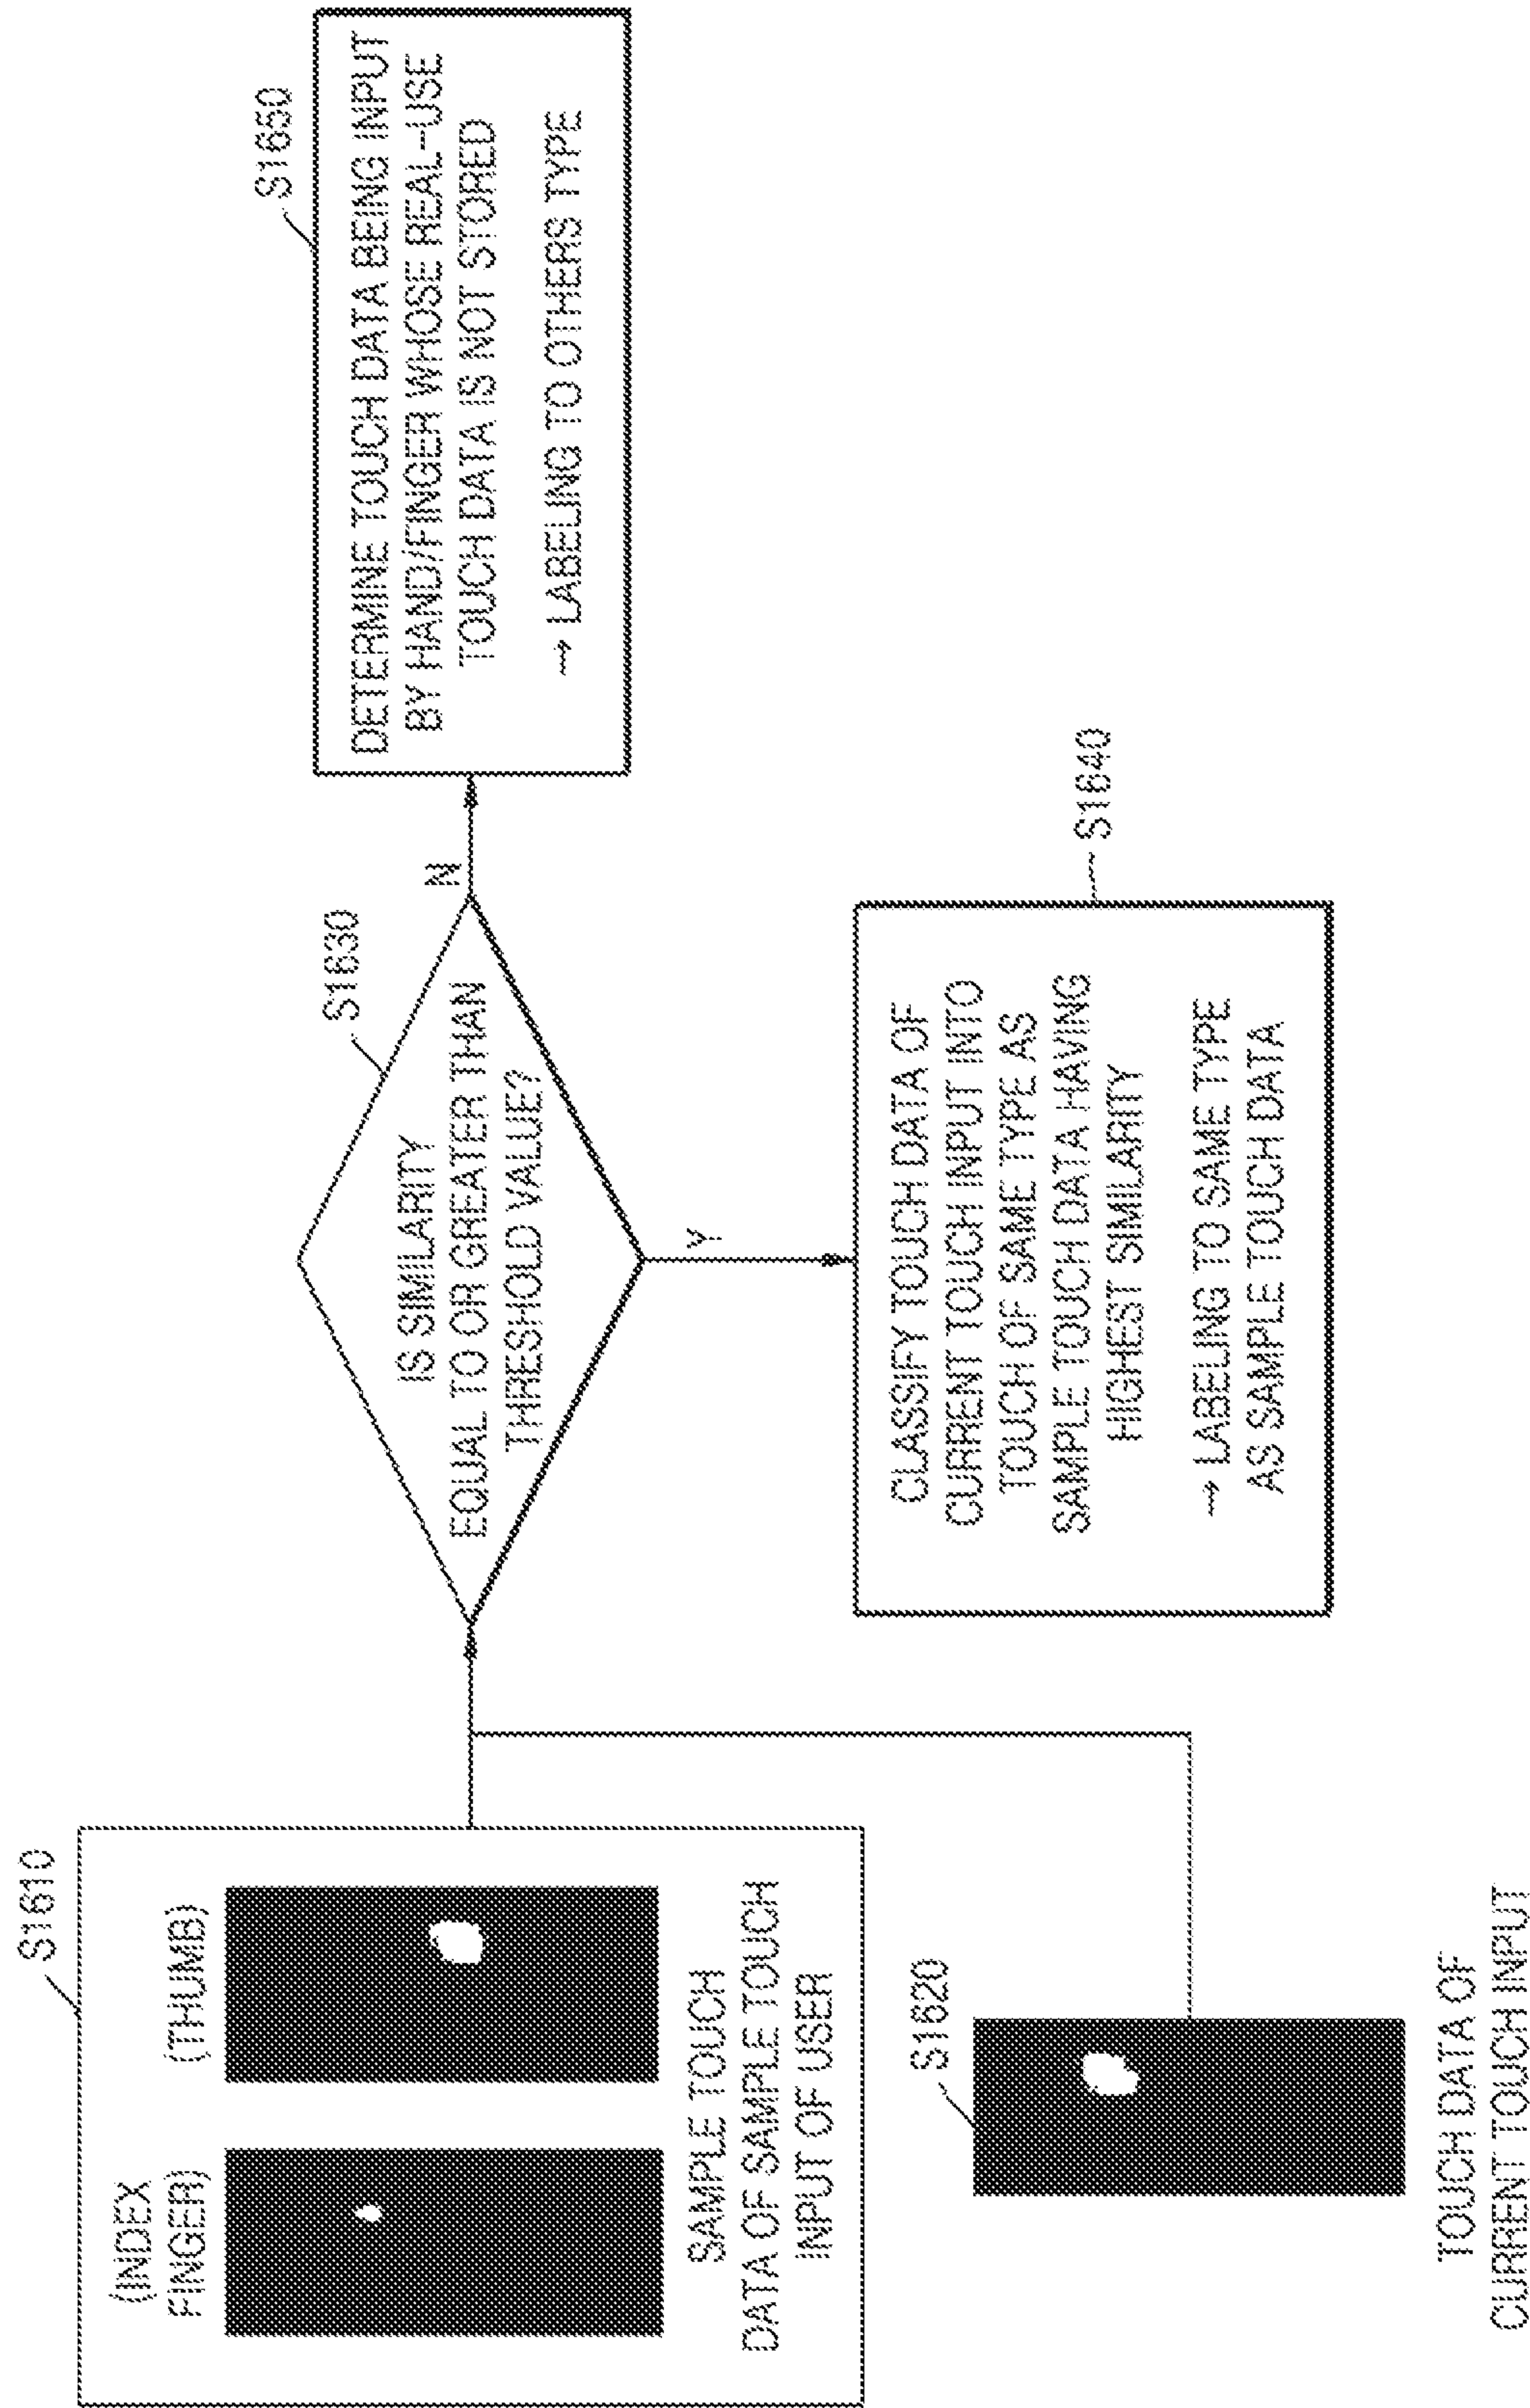 S1610
(INDEX
FINGER)
(THUMB)
SAMPLE TOUCH
DATA OF SAMPLE TOUCH
INPUT OF USER
S1620
TOUCH DATA OF
CURRENT TOUCH INPUT
S1630
IS SIMILARITY
EQUAL TO OR GREATER THAN
THRESHOLD VALUE?
N
Y
S1640
CLASSIFY TOUCH DATA OF
CURRENT TOUCH INPUT INTO
TOUCH OF SAME TYPE AS
SAMPLE TOUCH DATA HAVING
HIGHEST SIMILARITY
→ LABELING TO SAME TYPE
AS SAMPLE TOUCH DATA
S1650
DETERMINE TOUCH DATA BEING INPUT
BY HAND/FINGER WHOSE REAL-USE
TOUCH DATA IS NOT STORED
→ LABELING TO OTHERS TYPE